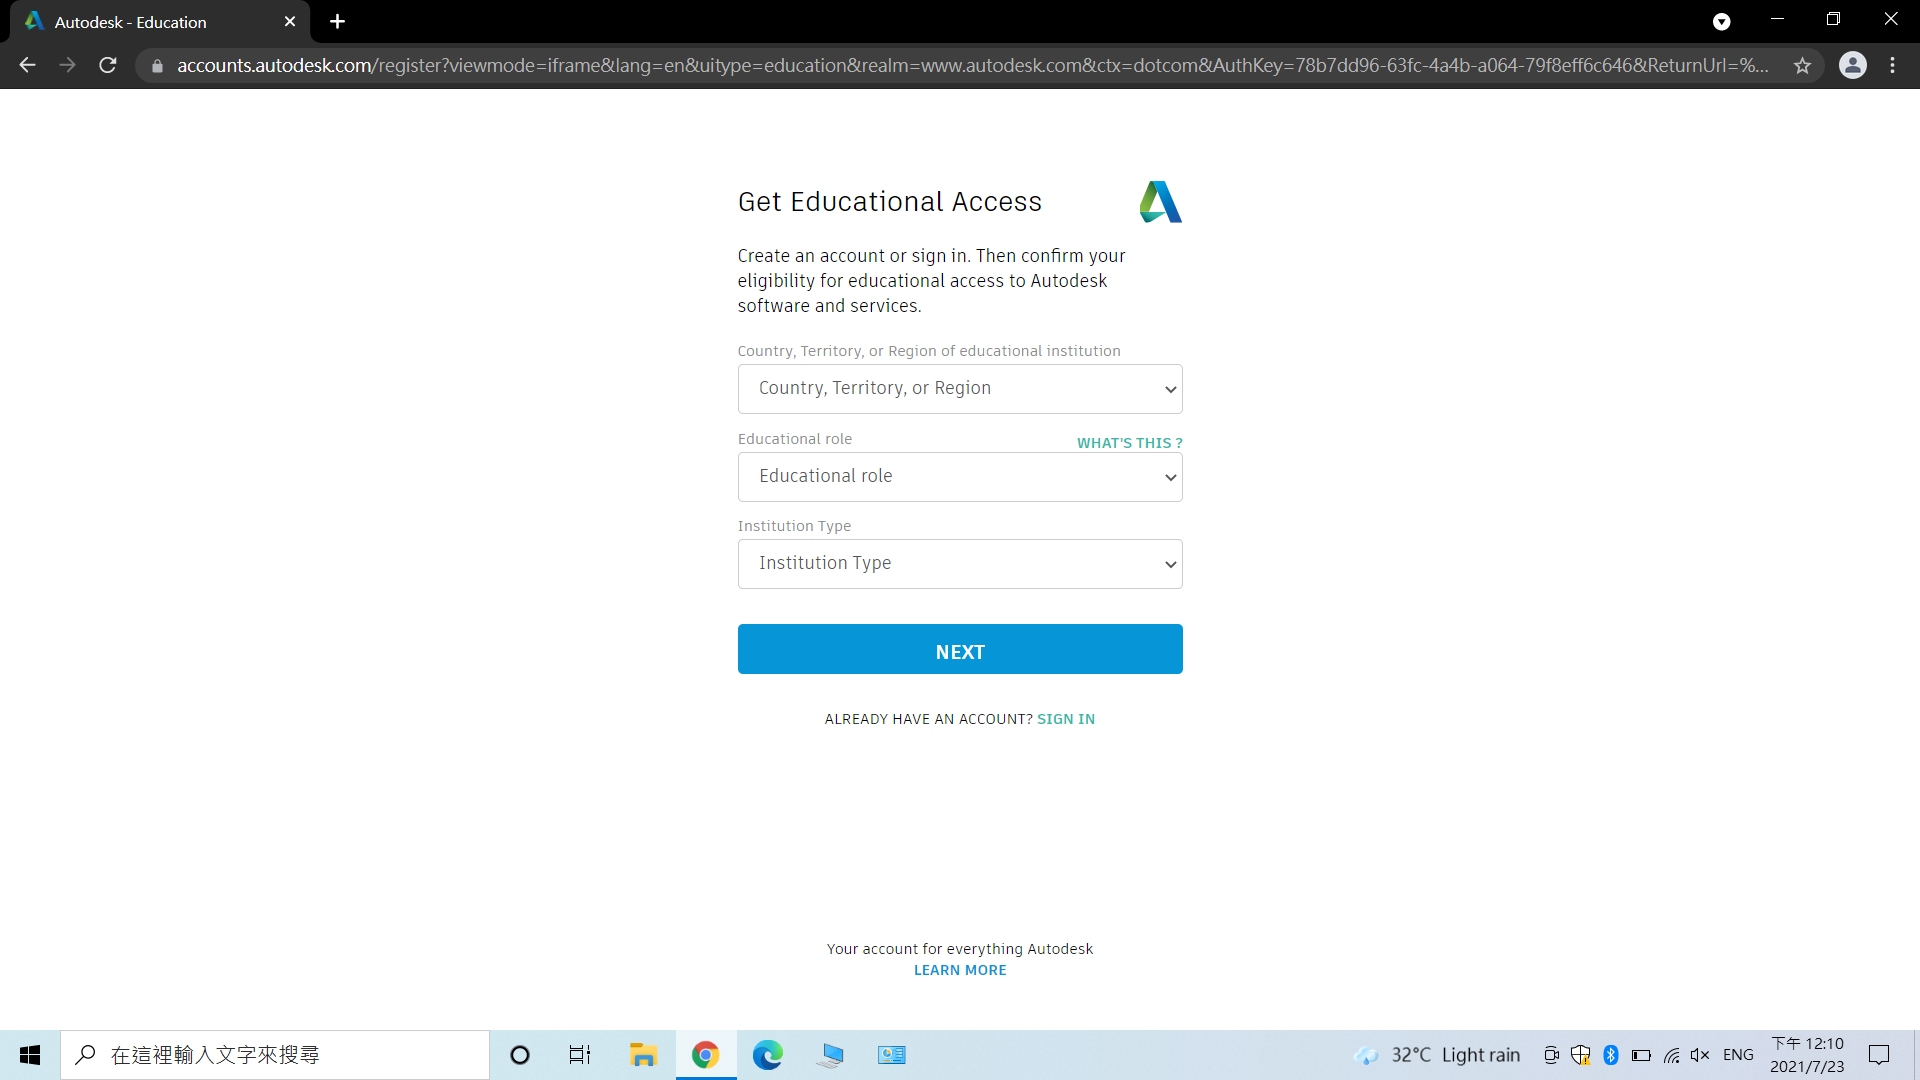 Autodesk - Education
accounts.autodesk.com/register?viewmode=iframe&lang=en&uitype=education&realm=www.autodesk.com&ctx=dotcom&AuthKey=78b7dd96-63fc-4a4b-a064-79f8eff6c646&ReturnUrl=%...
Get Educational Access
Create an account or sign in. Then confirm your
eligibility for educational access to Autodesk
software and services.
Country, Territory, or Region of educational institution
Country, Territory, or Region
Educational role
WHAT'S THIS ?
Educational role
Institution Type
Institution Type
NEXT
ALREADY HAVE AN ACCOUNT? SIGN IN
Your account for everything Autodesk
LEARN MORE
在這裡輸入文字來搜尋
32°C Light rain
ENG
下午 12:10
2021/7/23